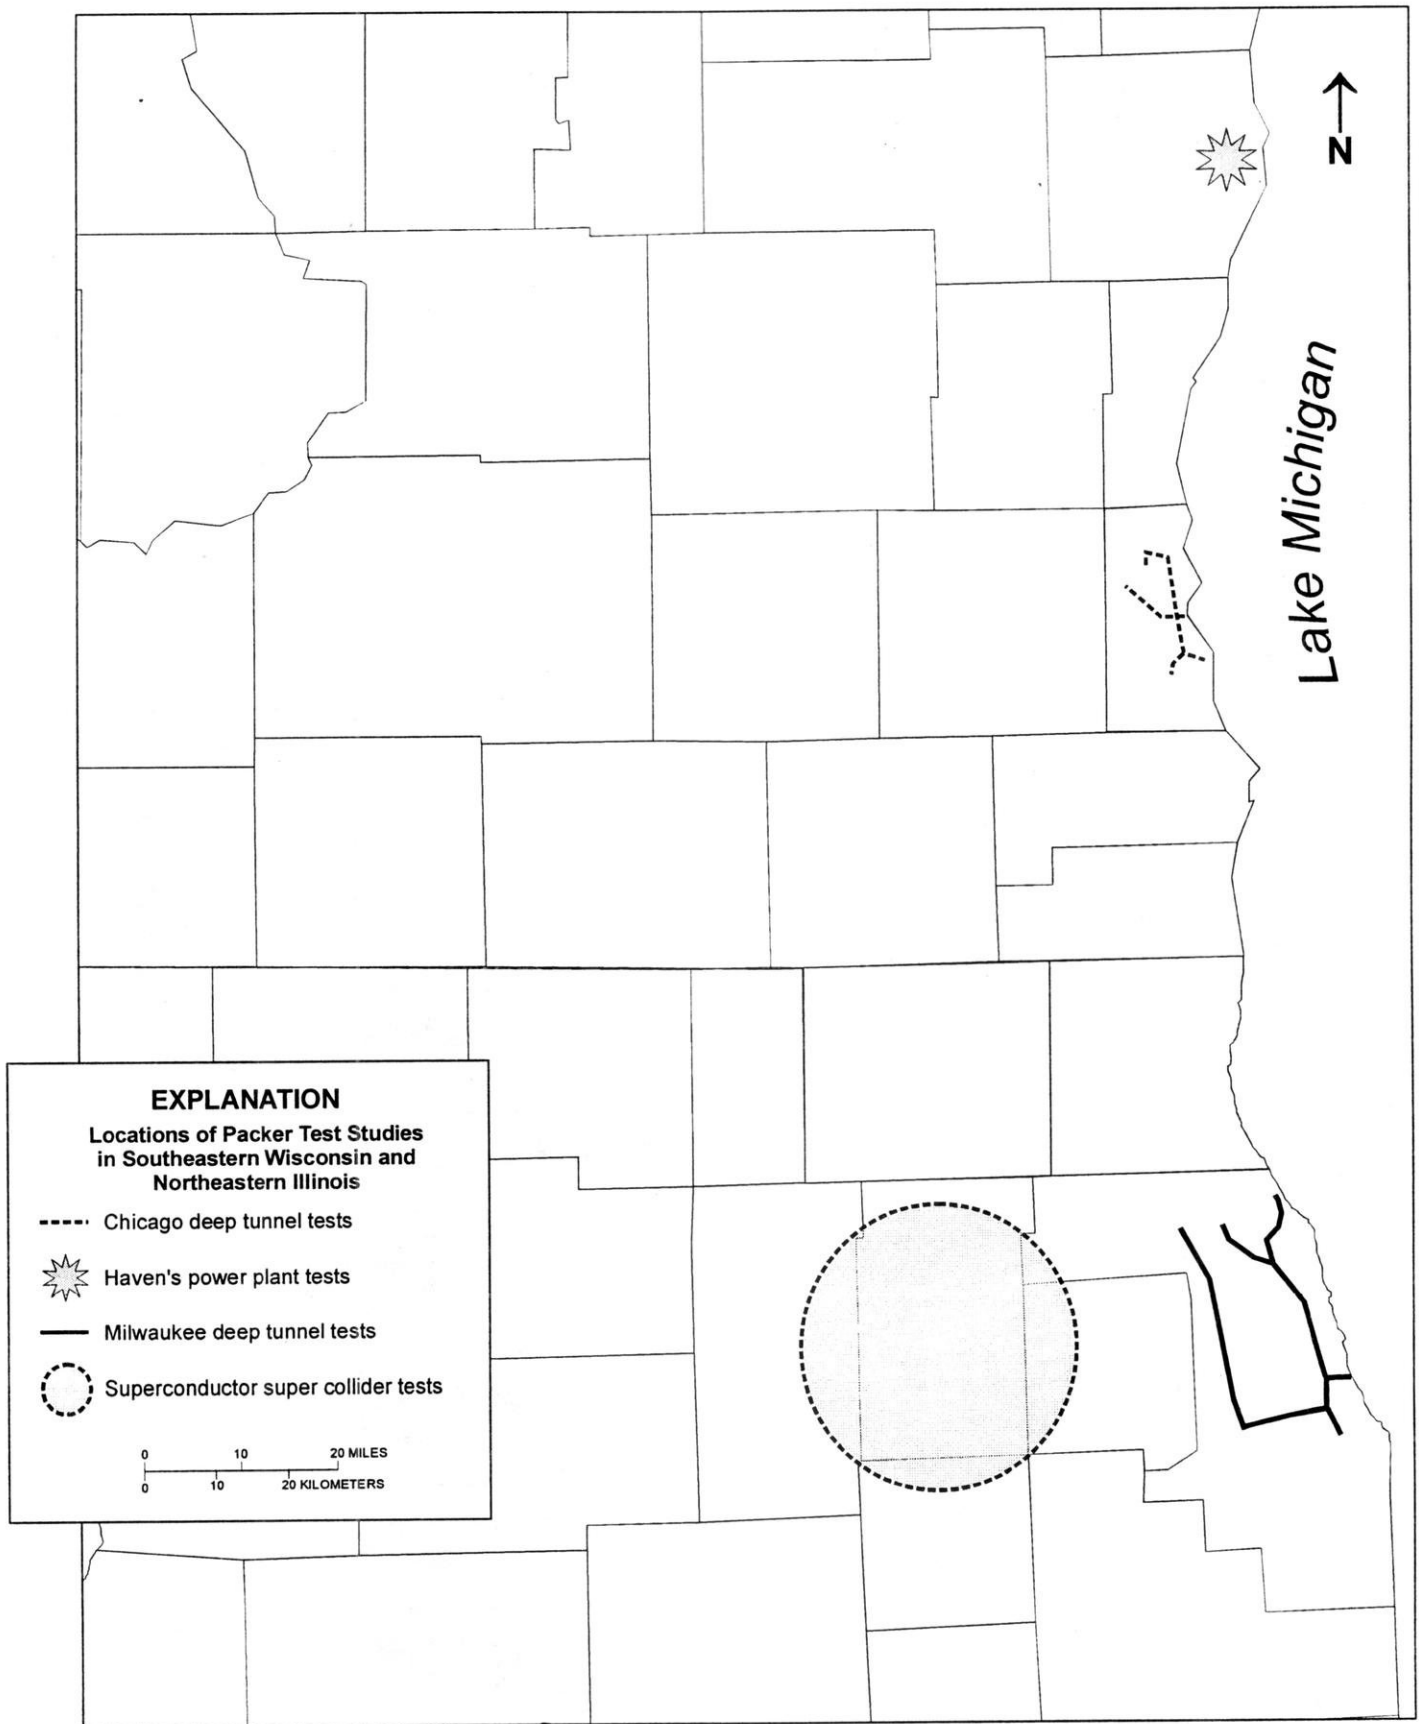 N
Lake Michigan
EXPLANATION
Locations of Packer Test Studies
in Southeastern Wisconsin and
Northeastern Illinois
Chicago deep tunnel tests
Haven's power plant tests
Milwaukee deep tunnel tests
Superconductor super collider tests
0 10 20 MILES
0 10 20 KILOMETERS